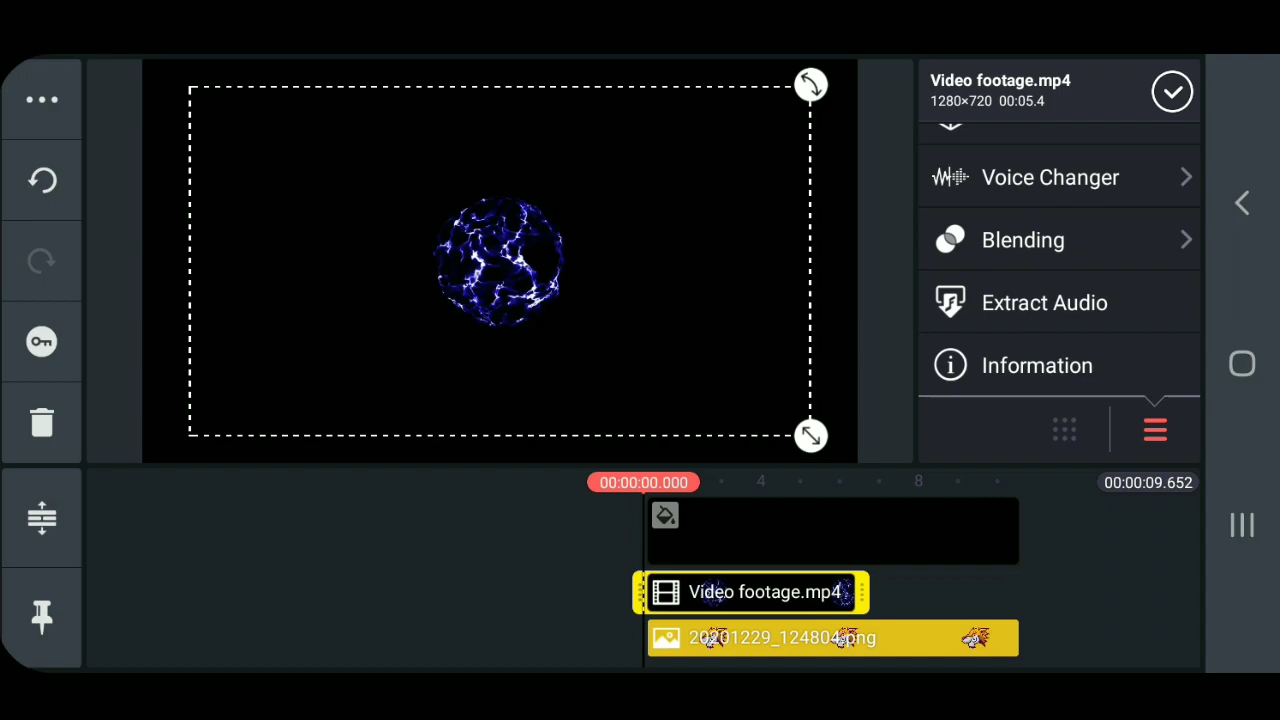 Video footage.mp4
1280×720 00:05.4
Voice Changer
Blending
Extract Audio
Information
00:00:00.000
4
8
00:00:09.652
Video footage.mp4
20201229_124804.png